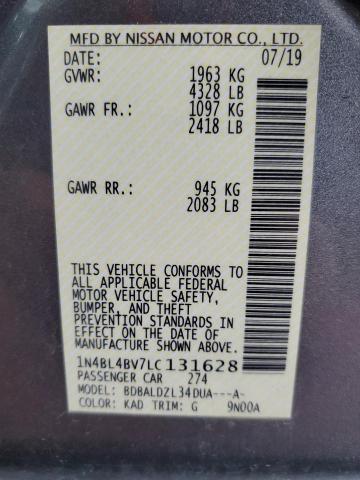 MFD BY NISSAN MOTOR CO., LTD.
DATE: 07/19
GVWR: 1963 KG
4328 LB
GAWR FR.: 1097 KG
2418 LB
GAWR RR.: 945 KG
2083 LB
THIS VEHICLE CONFORMS TO
ALL APPLICABLE FEDERAL
MOTOR VEHICLE SAFETY,
BUMPER, AND THEFT
PREVENTION STANDARDS IN
EFFECT ON THE DATE OF
MANUFACTURE SHOWN ABOVE.
1N4BL4BV7LC131628
PASSENGER CAR 274
MODEL: BDBALDZL34DUA---A-
COLOR: KAD TRIM: G 9N00A